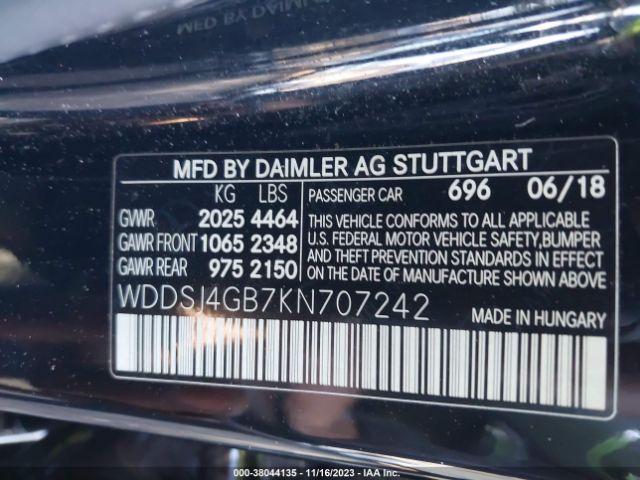 MFD BY DAIMLER AG STUTTGART
KG LBS PASSENGER CAR 696 06/18
GVWR 2025 4464
GAWR FRONT 1065 2348
GAWR REAR 975 2150
THIS VEHICLE CONFORMS TO ALL APPLICABLE
U.S. FEDERAL MOTOR VEHICLE SAFETY, BUMPER
AND THEFT PREVENTION STANDARDS IN EFFECT
ON THE DATE OF MANUFACTURE SHOWN ABOVE
WDDSJ4GB7KN707242
MADE IN HUNGARY
000-38044135 - 11/16/2023 - IAA Inc.